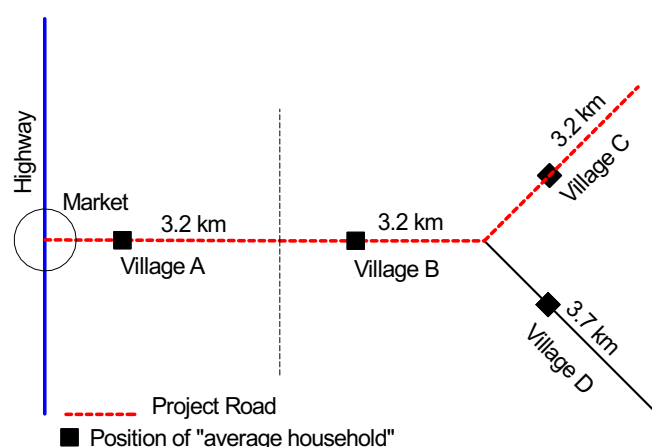 Highway
Market
3.2 km
3.2 km
3.2 km
Village A
Village B
Village C
3.7 km
Village D
Project Road
Position of "average household"